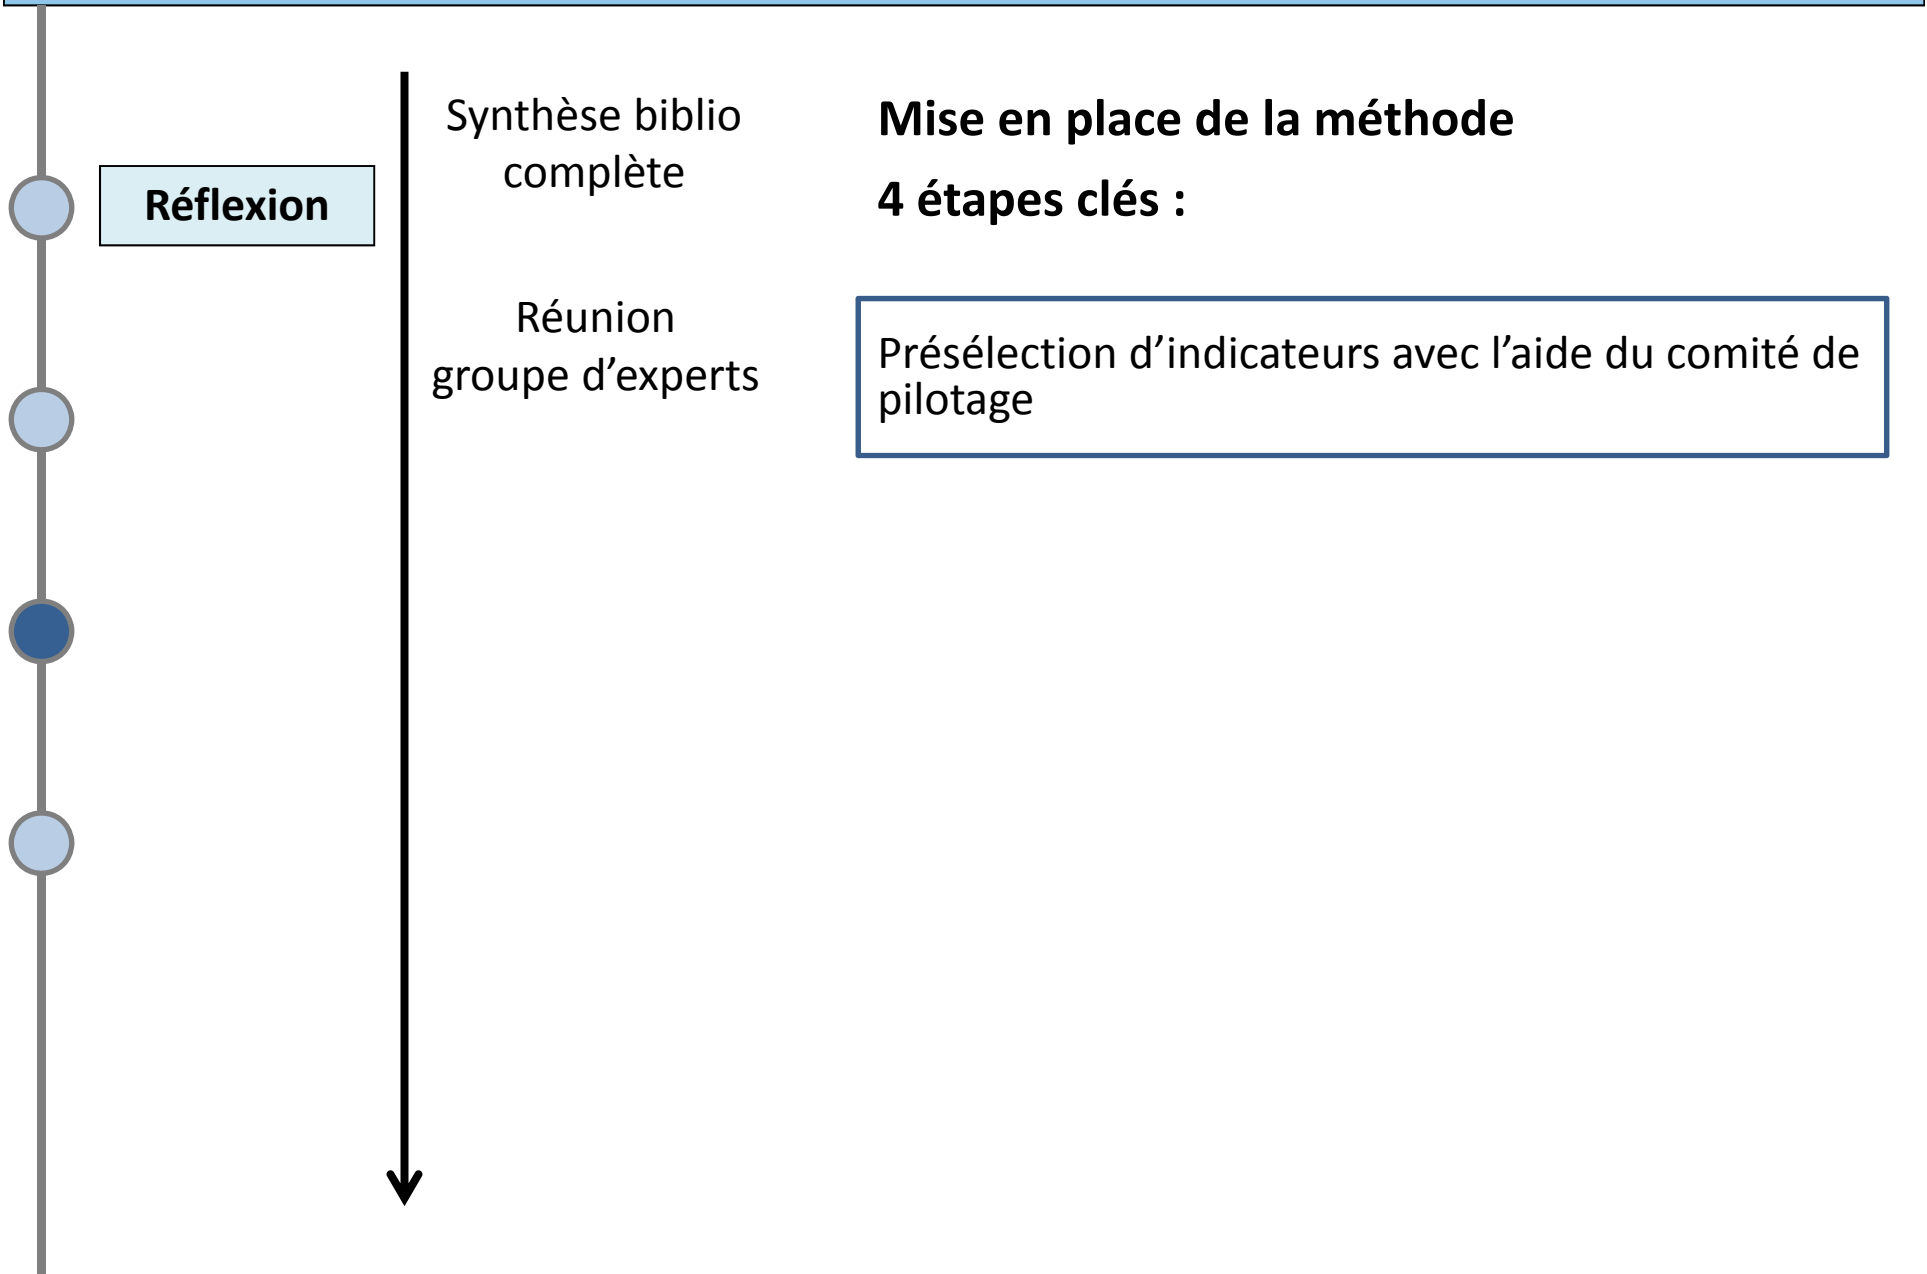 Réflexion
Synthèse biblio
complète
Réunion
groupe d’experts
Mise en place de la méthode
4 étapes clés :
Présélection d’indicateurs avec l’aide du comité de
pilotage